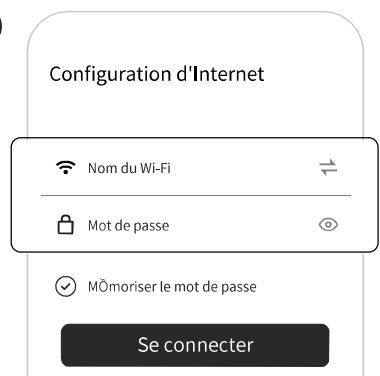 Configuration d'Internet
Nom du Wi-Fi
Mot de passe
MÒmoriser le mot de passe
Se connecter